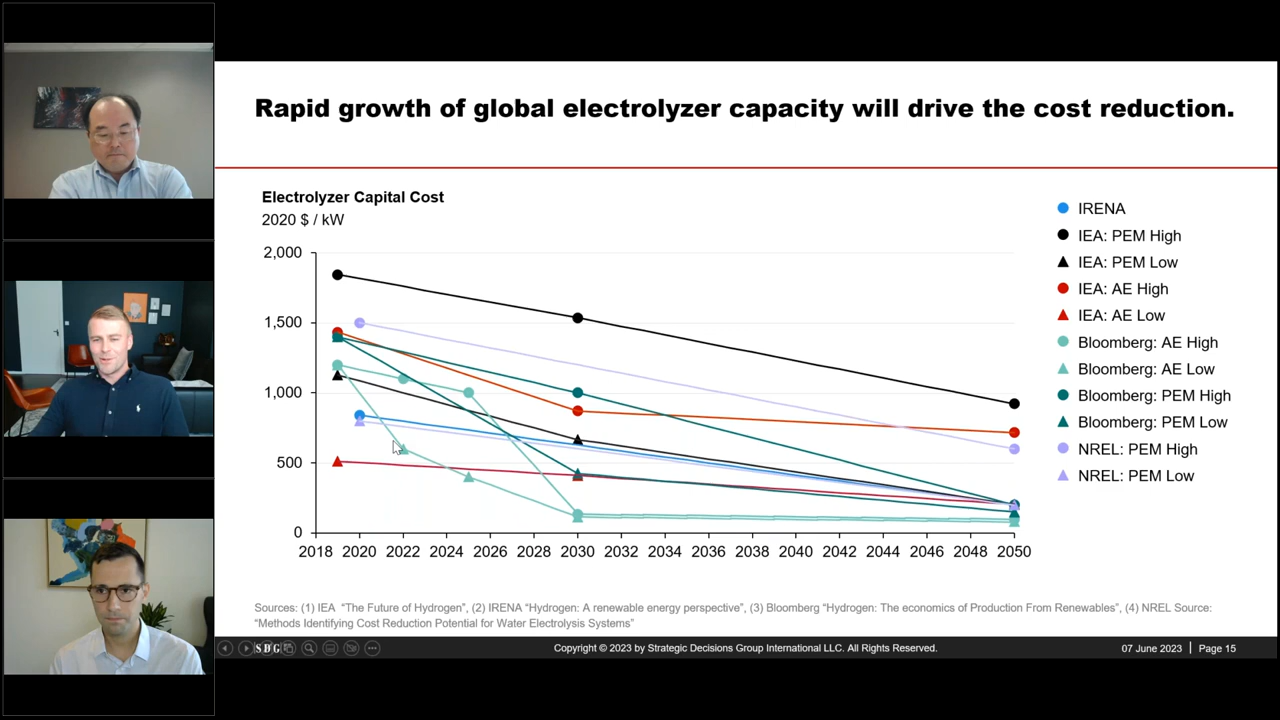 Rapid growth of global electrolyzer capacity will drive the cost reduction.
Electrolyzer Capital Cost
2020 $ / kW
2,000
1,500
1,000
500
0
2018 2020 2022 2024 2026 2028 2030 2032 2034 2036 2038 2040 2042 2044 2046 2048 2050
IRENA
IEA: PEM High
IEA: PEM Low
IEA: AE High
IEA: AE Low
Bloomberg: AE High
Bloomberg: AE Low
Bloomberg: PEM High
Bloomberg: PEM Low
NREL: PEM High
NREL: PEM Low
Sources: (1) IEA "The Future of Hydrogen", (2) IRENA "Hydrogen: A renewable energy perspective", (3) Bloomberg "Hydrogen: The economics of Production From Renewables", (4) NREL Source:
"Methods Identifying Cost Reduction Potential for Water Electrolysis Systems"
SDG
Copyright © 2023 by Strategic Decisions Group International LLC. All Rights Reserved.
07 June 2023 | Page 15